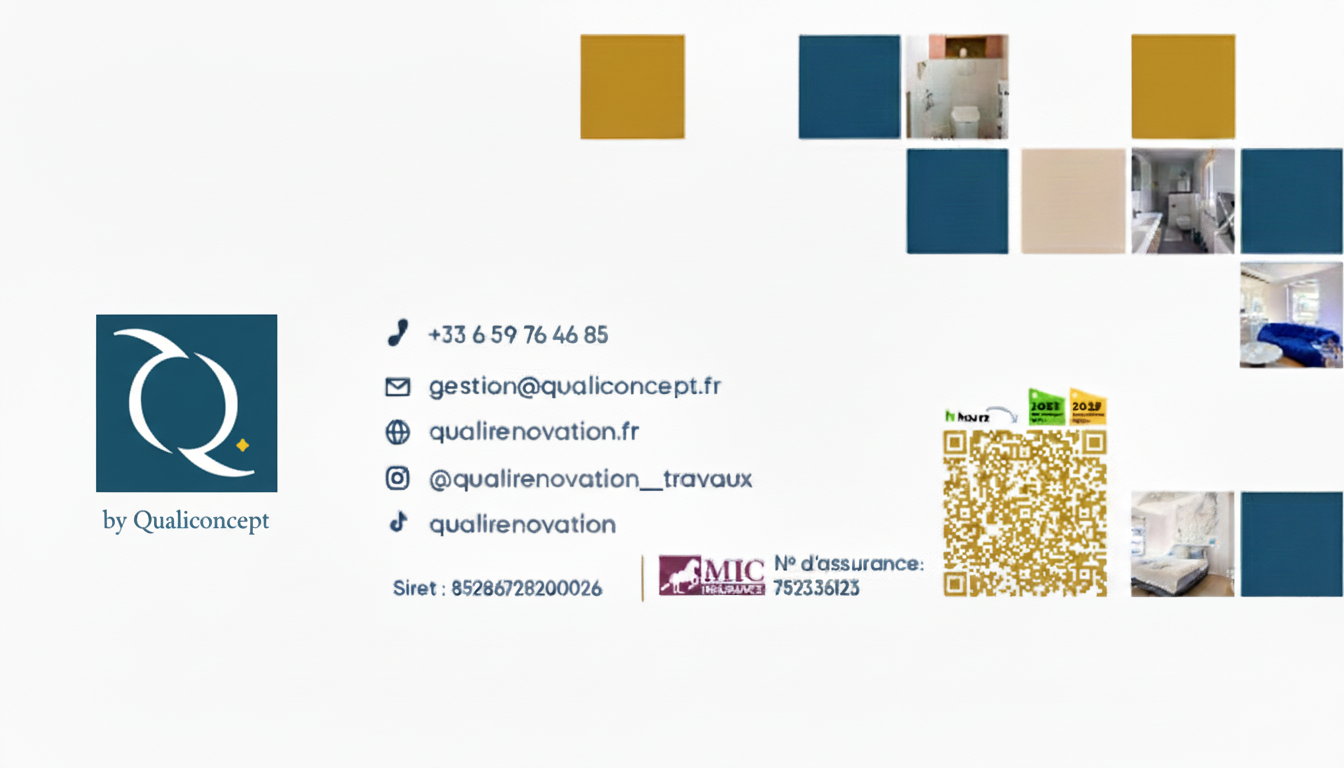 +33 6 59 76 46 85
gestion@qualiconcept.fr
qualirenovation.fr
@qualirenovation__travaux
qualirenovation
by Qualiconcept
Siret : 85286728200026
MIC
INSURANCE
N° d'assurance:
752336123
houzz